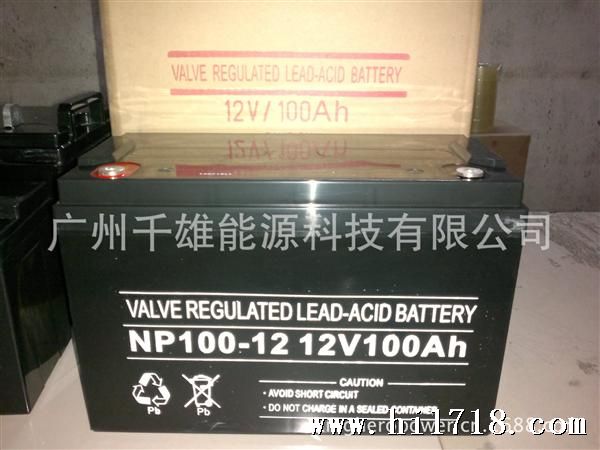 VALVE REGULATED LEAD-ACID BATTERY
12V/100Ah
广州千雄能源科技有限公司
VALVE REGULATED LEAD-ACID BATTERY
NP100-12 12V100Ah
CAUTION
• AVOID SHORT CIRCUIT
• DO NOT CHARGE IN A SEALED-CONTAINER
Pb
Pb
www.hi1718.com